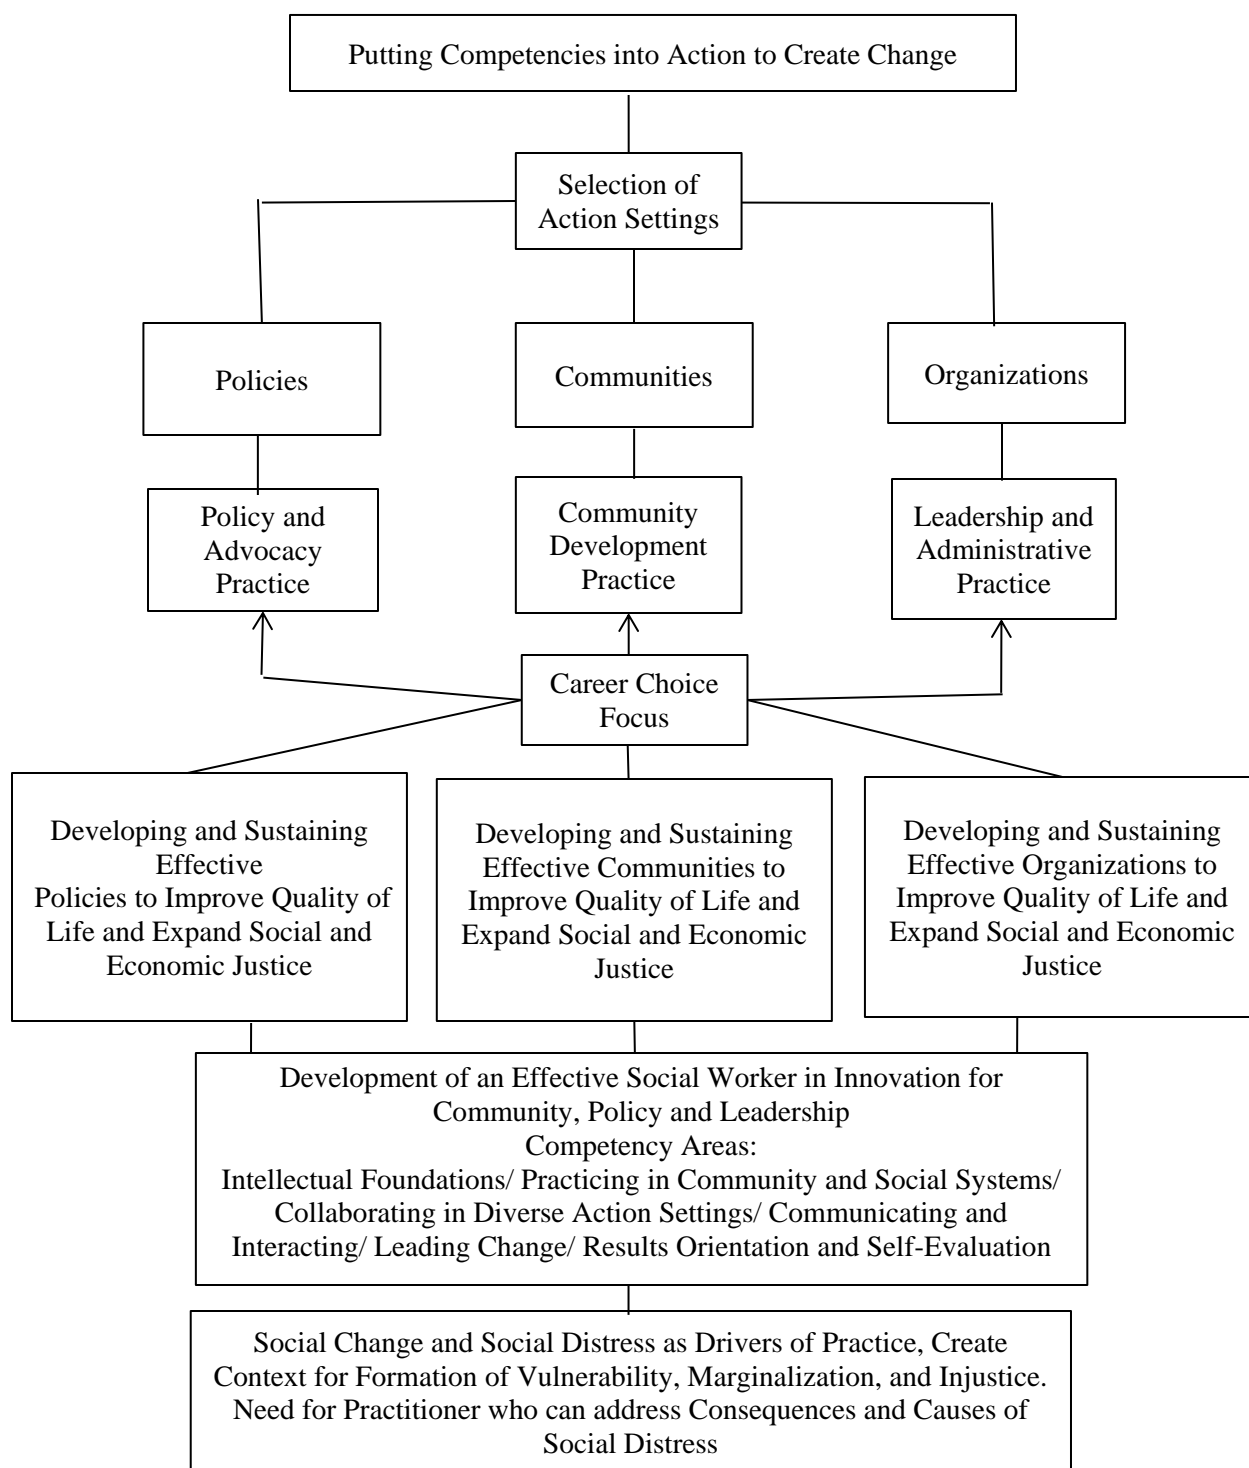 Putting Competencies into Action to Create Change
Selection of
Action Settings
Policies
Communities
Organizations
Policy and
Advocacy
Practice
Community
Development
Practice
Leadership and
Administrative
Practice
Career Choice
Focus
Developing and Sustaining
Effective
Policies to Improve Quality of
Life and Expand Social and
Economic Justice
Developing and Sustaining
Effective Communities to
Improve Quality of Life and
Expand Social and Economic
Justice
Developing and Sustaining
Effective Organizations to
Improve Quality of Life and
Expand Social and Economic
Justice
Development of an Effective Social Worker in Innovation for
Community, Policy and Leadership
Competency Areas:
Intellectual Foundations/ Practicing in Community and Social Systems/
Collaborating in Diverse Action Settings/ Communicating and
Interacting/ Leading Change/ Results Orientation and Self-Evaluation
Social Change and Social Distress as Drivers of Practice, Create
Context for Formation of Vulnerability, Marginalization, and Injustice.
Need for Practitioner who can address Consequences and Causes of
Social Distress